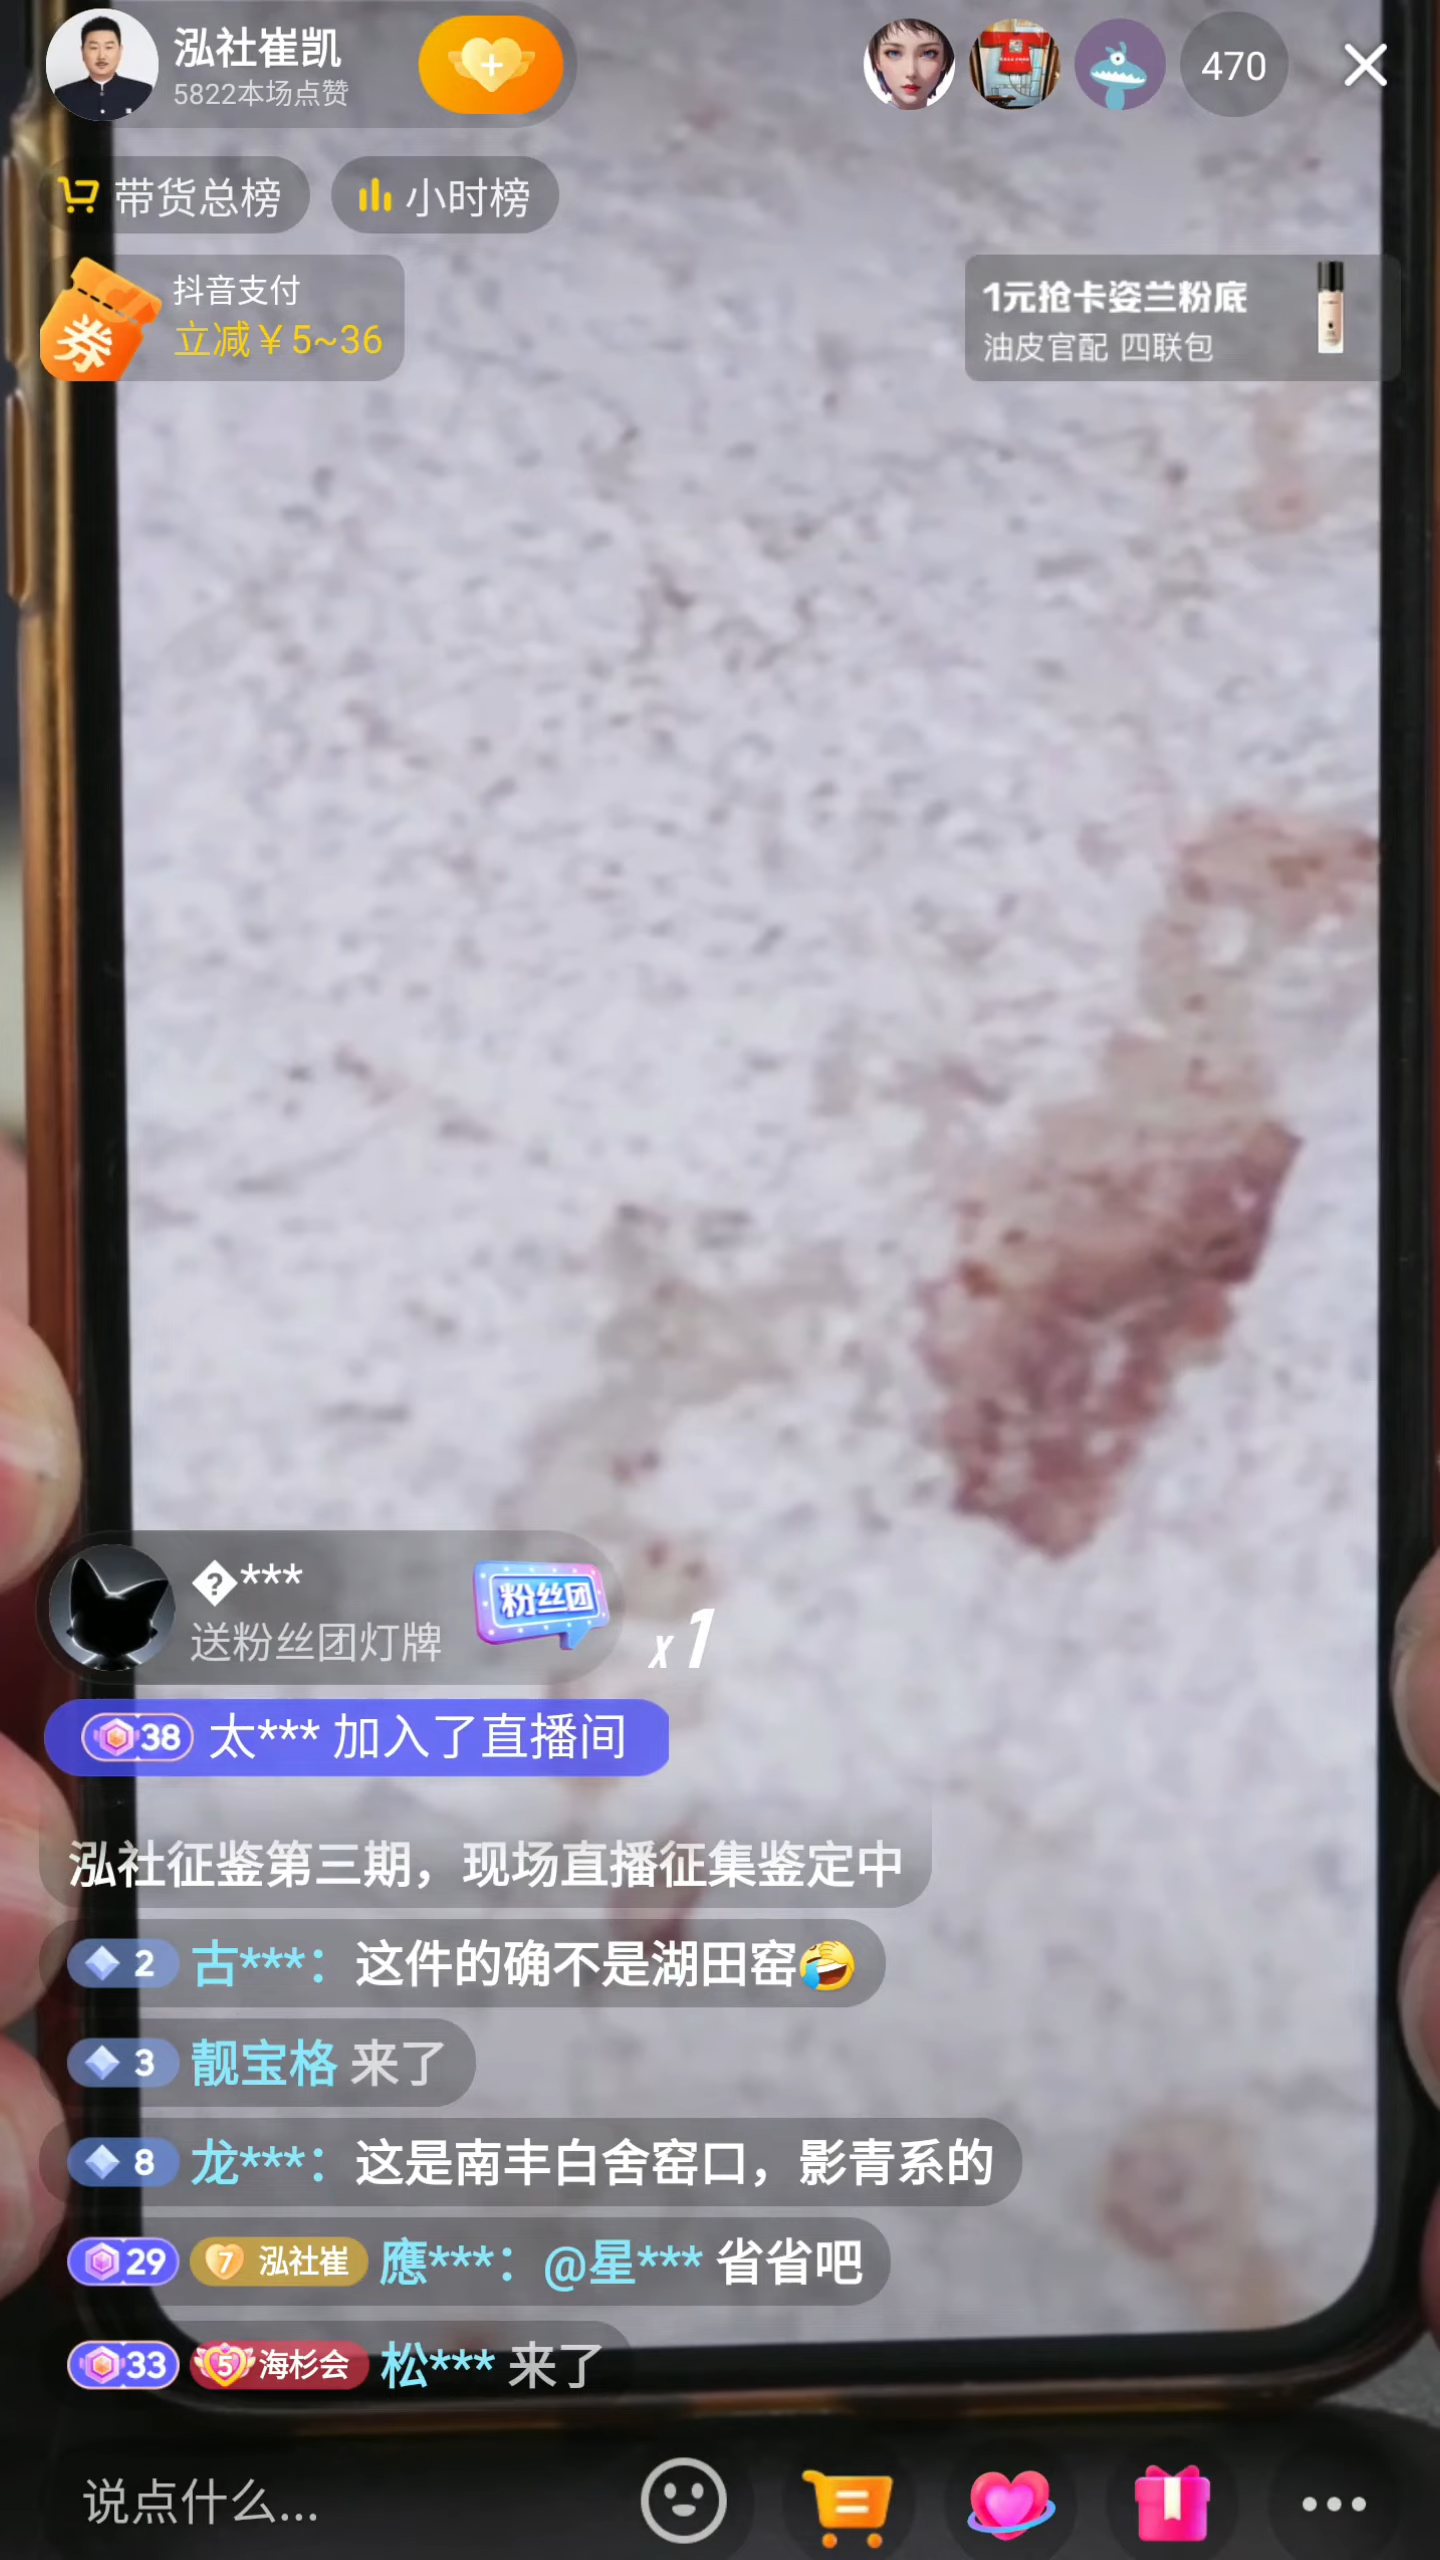 泓社崔凯
5822本场点赞
470
带货总榜
小时榜
券
抖音支付
立减￥5~36
1元抢卡姿兰粉底
油皮官配 四联包
�***
送粉丝团灯牌
粉丝团
x1
38 太*** 加入了直播间
泓社征鉴第三期，现场直播征集鉴定中
2 古***：这件的确不是湖田窑🤣
3 靓宝格 来了
8 龙***：这是南丰白舍窑口，影青系的
29 7 泓社崔 應***：@星*** 省省吧
33 5 海杉会 松*** 来了
说点什么...